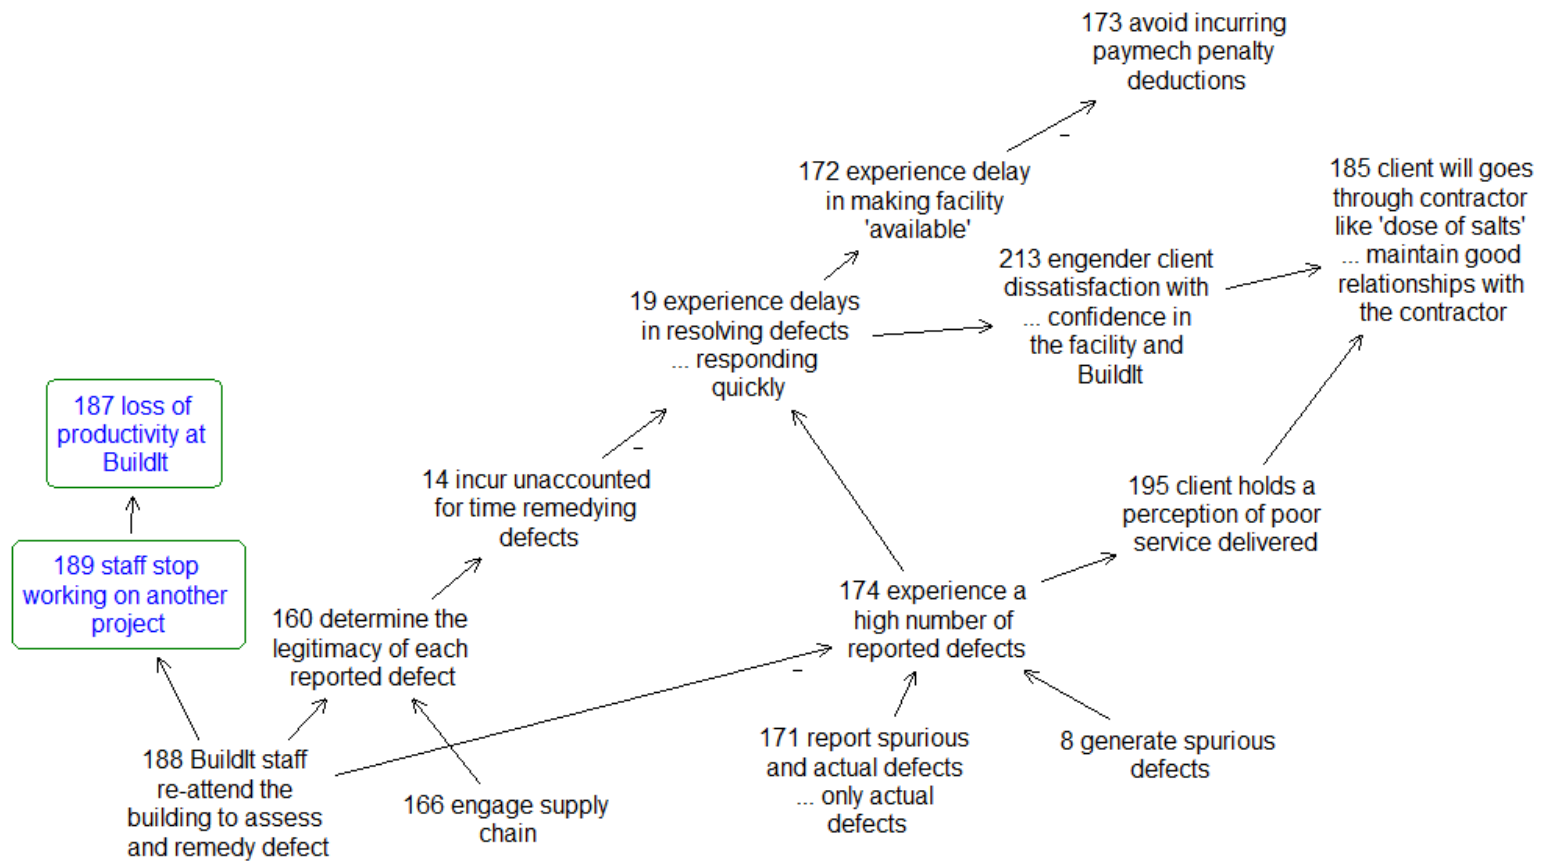 173 avoid incurring
paymech penalty
deductions
–
172 experience delay
in making facility
'available'
185 client will goes
through contractor
like 'dose of salts'
... maintain good
relationships with
the contractor
213 engender client
dissatisfaction with
... confidence in
the facility and
BuildIt
19 experience delays
in resolving defects
... responding
quickly
187 loss of
productivity at
BuildIt
–
14 incur unaccounted
for time remedying
defects
195 client holds a
perception of poor
service delivered
189 staff stop
working on another
project
160 determine the
legitimacy of each
reported defect
174 experience a
high number of
reported defects
–
188 BuildIt staff
re-attend the
building to assess
and remedy defect
166 engage supply
chain
171 report spurious
and actual defects
... only actual
defects
8 generate spurious
defects